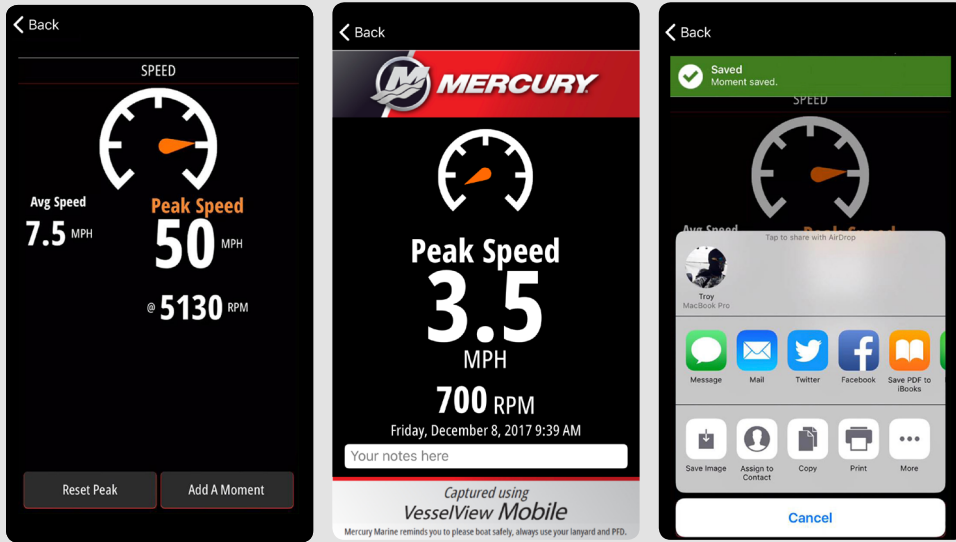 Back
SPEED
Avg Speed
7.5 MPH
Peak Speed
50 MPH
@ 5130 RPM
Reset Peak
Add A Moment
Back
MERCURY
Peak Speed
3.5
MPH
700 RPM
Friday, December 8, 2017 9:39 AM
Your notes here
Captured using
VesselView Mobile
Mercury Marine reminds you to please boat safely, always use your lanyard and PFD.
Back
Saved
Moment saved.
SPEED
Avg Speed
Peak Speed
Tap to share with AirDrop
Troy
MacBook Pro
Message
Mail
Twitter
Facebook
Save PDF to
iBooks
Save Image
Assign to
Contact
Copy
Print
More
Cancel